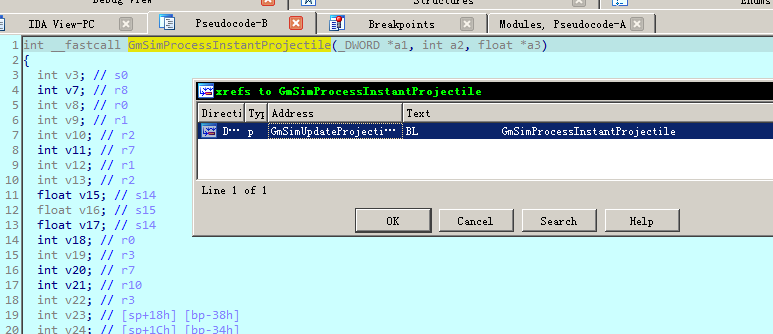 Debug View
Structures
Enums
IDA View-PC
Pseudocode-B
Breakpoints
Modules, Pseudocode-A
1 int __fastcall GmSimProcessInstantProjectile(_DWORD *a1, int a2, float *a3)
2 {
3 int v3; // s0
4 int v7; // r8
5 int v8; // r0
6 int v9; // r1
7 int v10; // r2
8 int v11; // r7
9 int v12; // r1
10 int v13; // r2
11 float v15; // s14
12 float v16; // s15
13 float v17; // s14
14 int v18; // r0
15 int v19; // r3
16 int v20; // r7
17 int v21; // r10
18 int v22; // r3
19 int v23; // [sp+18h] [bp-38h]
20 int v24; // [sp+1Ch] [bp-34h]
xrefs to GmSimProcessInstantProjectile
Directi Typ Address Text
D··· p GmSimUpdateProjecti··· BL GmSimProcessInstantProjectile
Line 1 of 1
OK Cancel Search Help